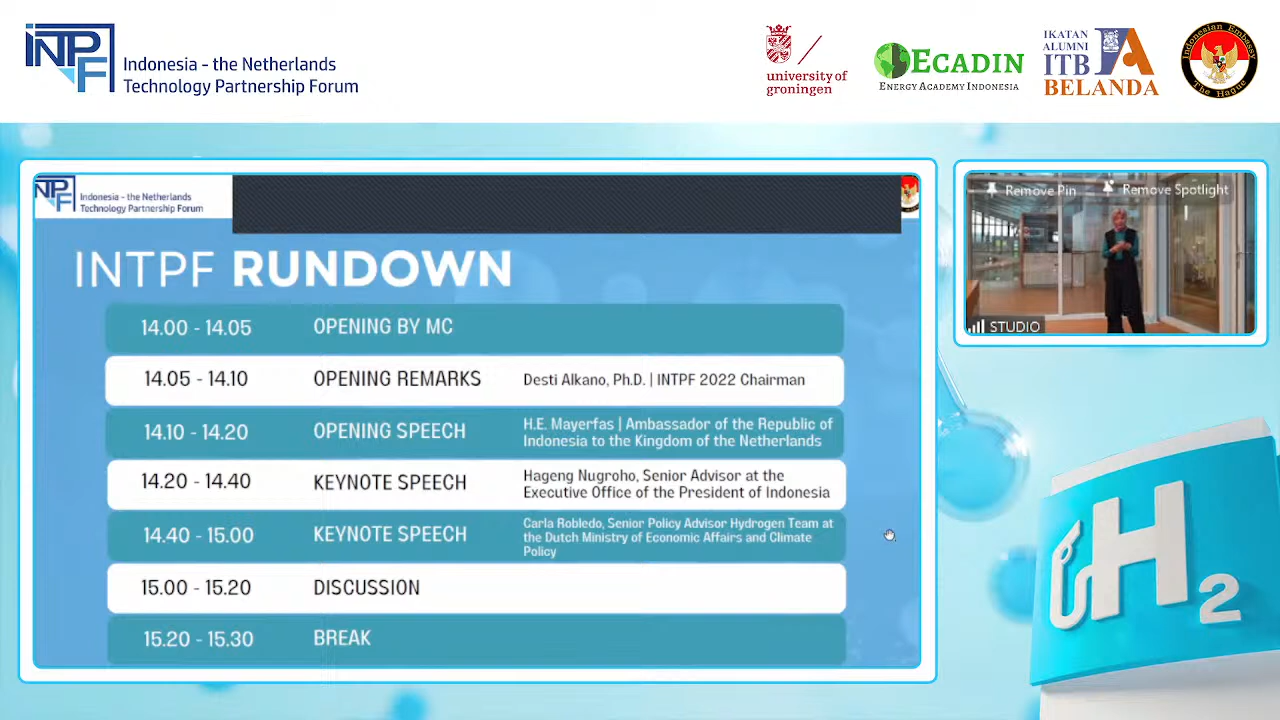 INPF
Indonesia - the Netherlands
Technology Partnership Forum
university of
groningen
ECADIN
ENERGY ACADEMY INDONESIA
IKATAN
ALUMNI
ITB
BELANDA
Indonesian Embassy
The Hague
Indonesia - the Netherlands
Technology Partnership Forum
Remove Pin
Remove Spotlight
STUDIO
INTPF RUNDOWN
14.00 - 14.05 OPENING BY MC
14.05 - 14.10 OPENING REMARKS Desti Alkano, Ph.D. | INTPF 2022 Chairman
14.10 - 14.20 OPENING SPEECH H.E. Mayerfas | Ambassador of the Republic of
Indonesia to the Kingdom of the Netherlands
14.20 - 14.40 KEYNOTE SPEECH Hageng Nugroho, Senior Advisor at the
Executive Office of the President of Indonesia
14.40 - 15.00 KEYNOTE SPEECH Carla Robledo, Senior Policy Advisor Hydrogen Team at
the Dutch Ministry of Economic Affairs and Climate
Policy
15.00 - 15.20 DISCUSSION
15.20 - 15.30 BREAK
H2